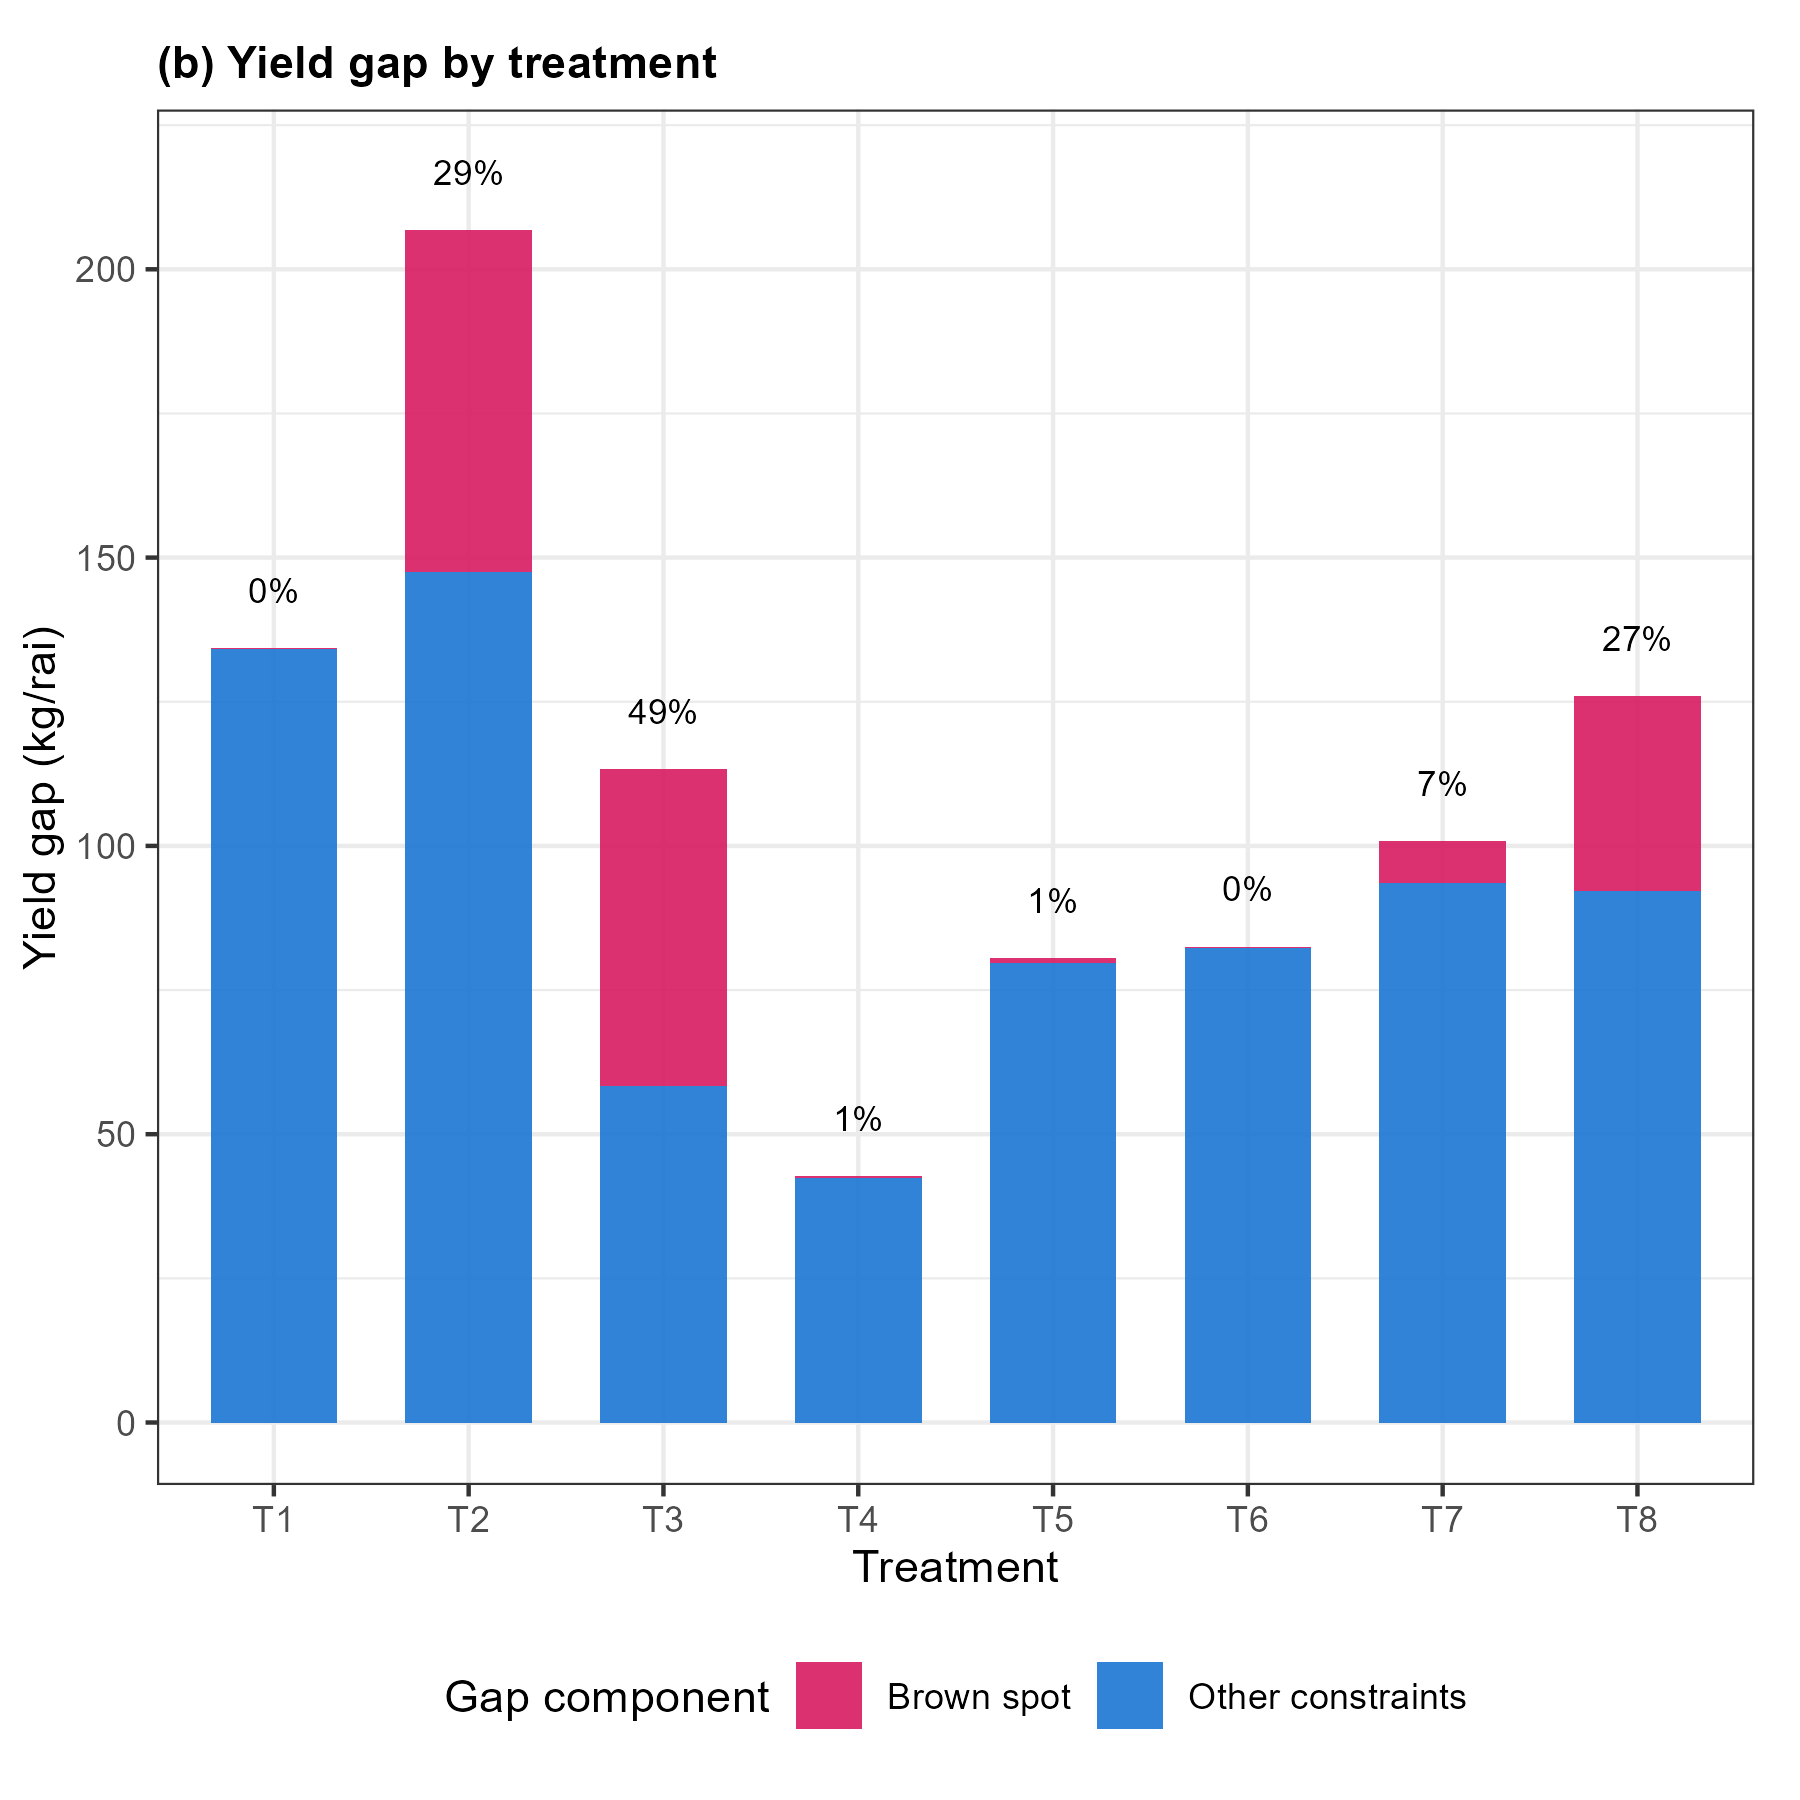 (b) Yield gap by treatment
29%
200
150
0%
27%
49%
7%
100
1%
0%
1%
50
0
Yield gap (kg/rai)
T1 T2 T3 T4 T5 T6 T7 T8
Treatment
Gap component Brown spot Other constraints